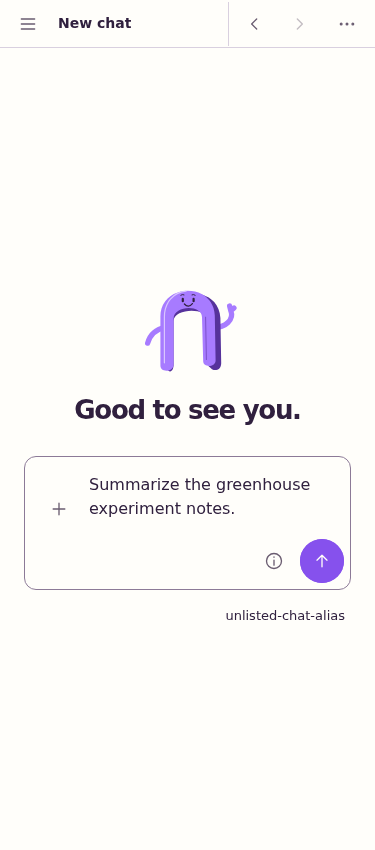 New chat
Good to see you.
Summarize the greenhouse
experiment notes.
unlisted-chat-alias